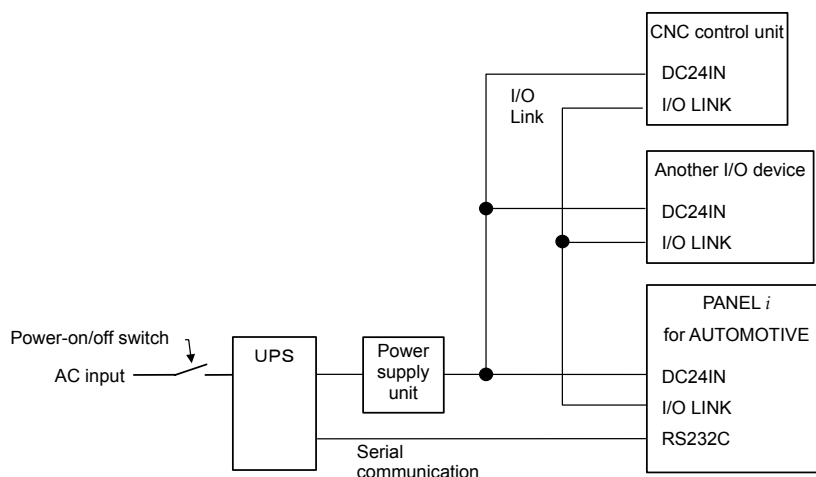 CNC control unit
DC24IN
I/O LINK
I/O
Link
Another I/O device
DC24IN
I/O LINK
PANEL i
for AUTOMOTIVE
DC24IN
I/O LINK
RS232C
Power-on/off switch
AC input
UPS
Power
supply
unit
Serial
communication